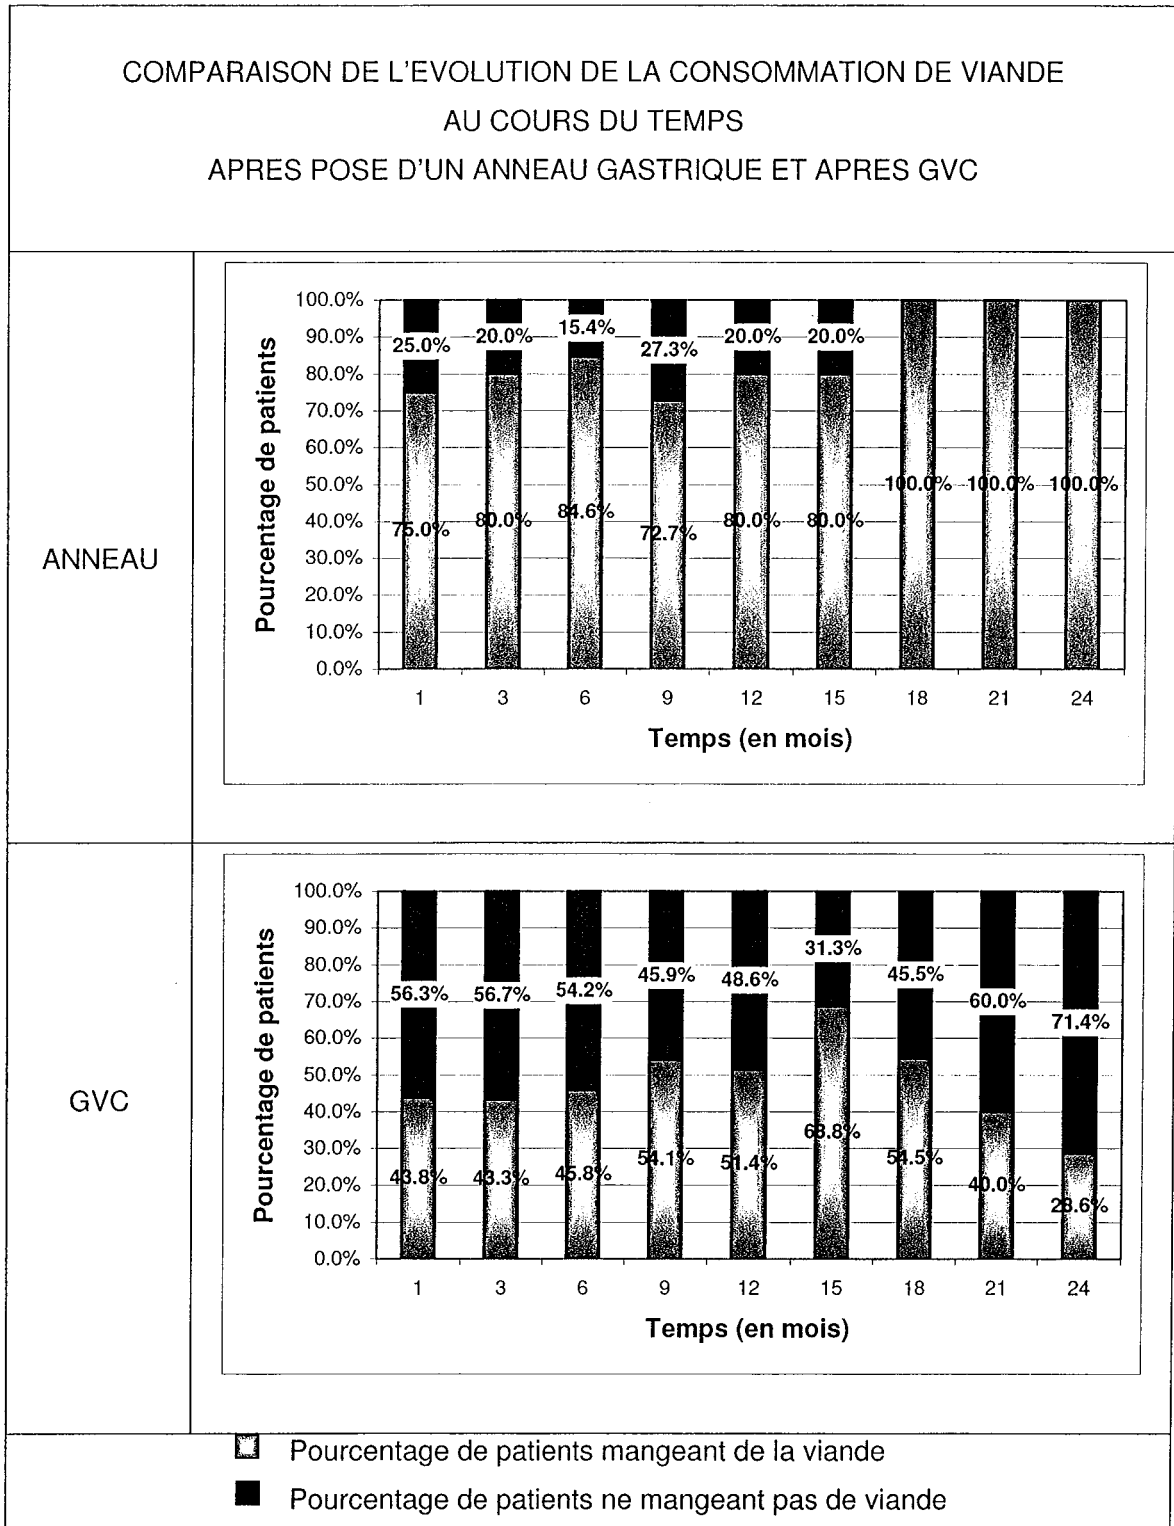 COMPARAISON DE L'EVOLUTION DE LA CONSOMMATION DE VIANDE
AU COURS DU TEMPS
APRES POSE D'UN ANNEAU GASTRIQUE ET APRES GVC
ANNEAU
Pourcentage de patients
100.0%
90.0%
80.0%
70.0%
60.0%
50.0%
40.0%
30.0%
20.0%
10.0%
0.0%
25.0% 20.0% 15.4% 27.3% 20.0% 20.0%
75.0% 80.0% 84.6% 72.7% 80.0% 80.0% 100.0% 100.0% 100.0%
1 3 6 9 12 15 18 21 24
Temps (en mois)
GVC
Pourcentage de patients
100.0%
90.0%
80.0%
70.0%
60.0%
50.0%
40.0%
30.0%
20.0%
10.0%
0.0%
56.3% 56.7% 54.2% 45.9% 48.6% 31.3% 45.5% 60.0% 71.4%
43.8% 43.3% 45.8% 54.1% 51.4% 68.8% 54.5% 40.0% 28.6%
1 3 6 9 12 15 18 21 24
Temps (en mois)
Pourcentage de patients mangeant de la viande
Pourcentage de patients ne mangeant pas de viande